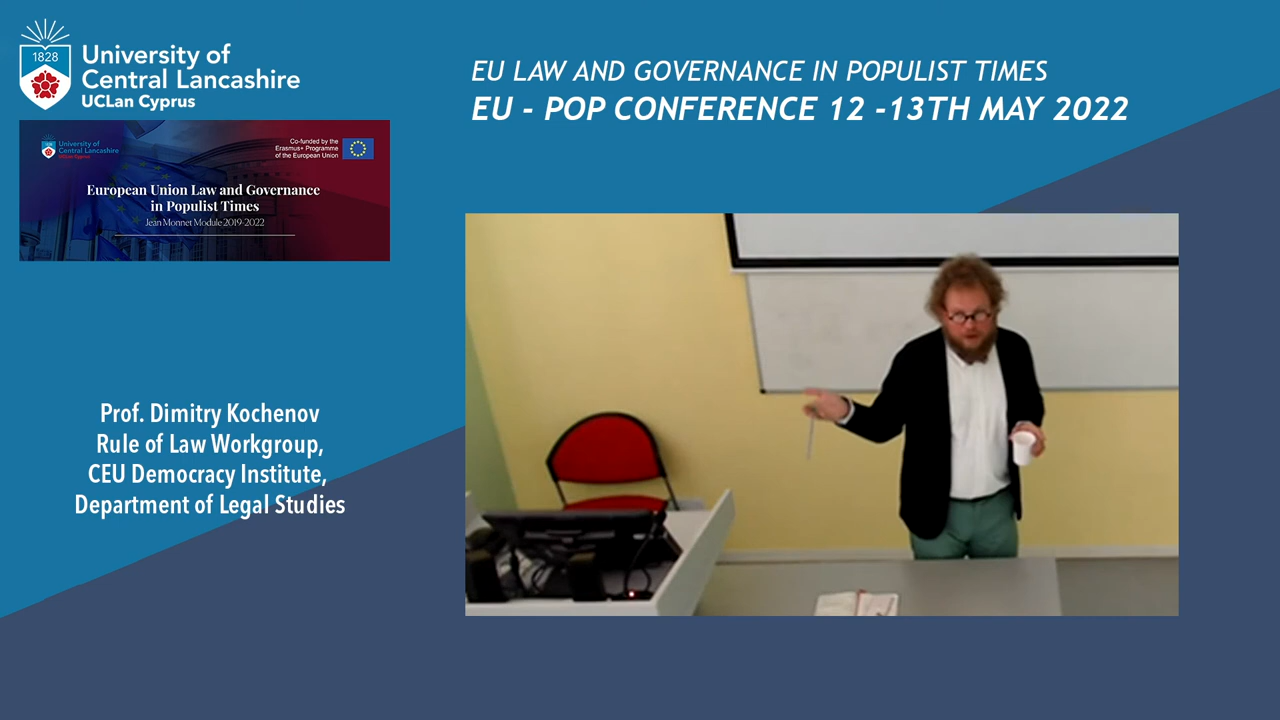 1828
University of
Central Lancashire
UCLan Cyprus
EU LAW AND GOVERNANCE IN POPULIST TIMES
EU - POP CONFERENCE 12 -13TH MAY 2022
University of
Central Lancashire
Co-funded by the
Erasmus+ Programme
of the European Union
European Union Law and Governance
in Populist Times
Jean Monnet Module 2019-2022
Prof. Dimitry Kochenov
Rule of Law Workgroup,
CEU Democracy Institute,
Department of Legal Studies